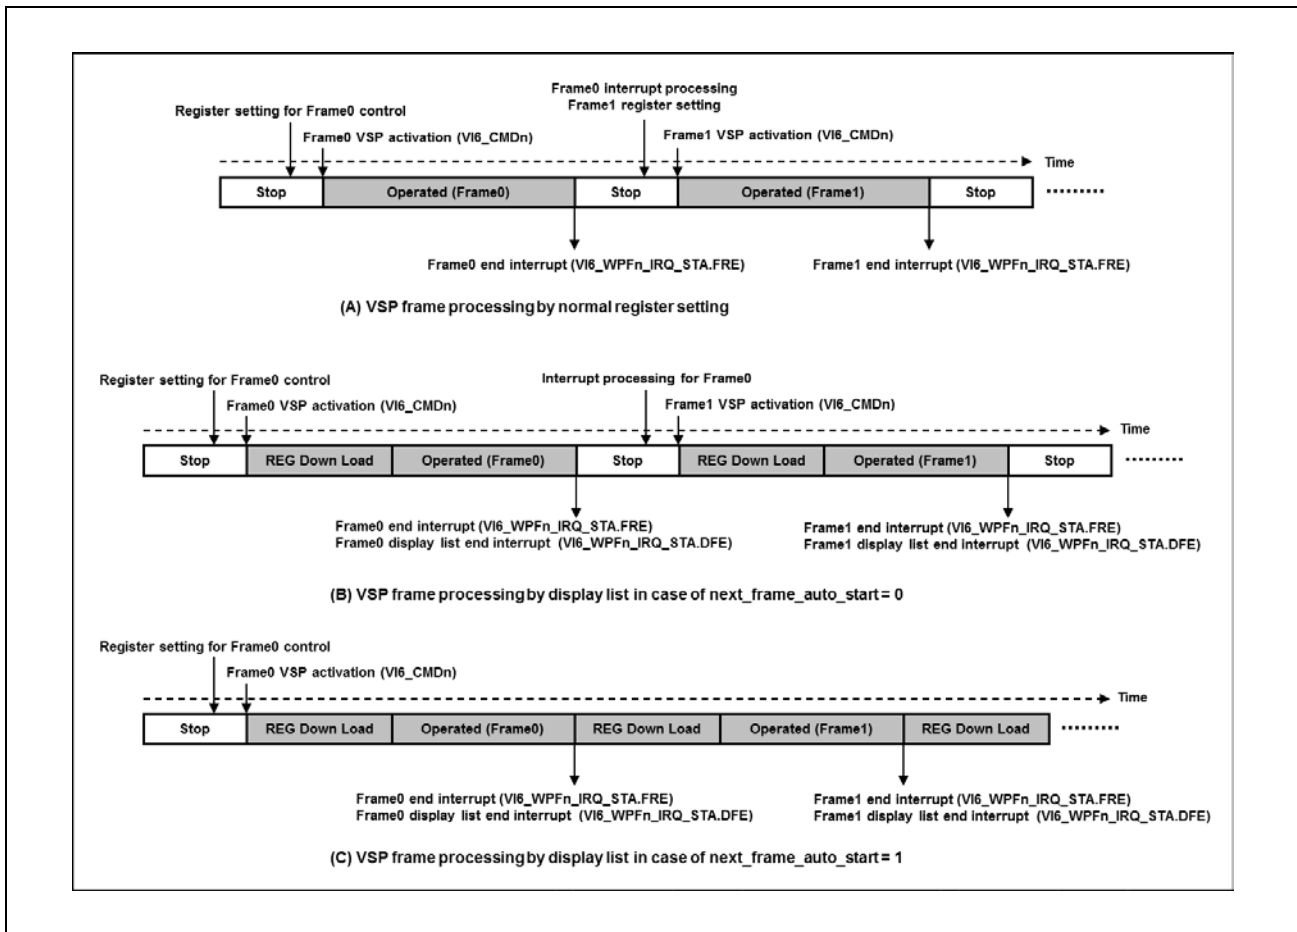 Frame0 interrupt processing
Frame1 register setting
Register setting for Frame0 control
Frame0 VSP activation (VI6_CMDn)
Frame1 VSP activation (VI6_CMDn)
Time
Stop
Operated (Frame0)
Stop
Operated (Frame1)
Stop
Frame0 end interrupt (VI6_WPFn_IRQ_STA.FRE)
Frame1 end interrupt (VI6_WPFn_IRQ_STA.FRE)
(A) VSP frame processing by normal register setting
Register setting for Frame0 control
Interrupt processing for Frame0
Frame0 VSP activation (VI6_CMDn)
Frame1 VSP activation (VI6_CMDn)
Time
Stop
REG Down Load
Operated (Frame0)
Stop
REG Down Load
Operated (Frame1)
Stop
Frame0 end interrupt (VI6_WPFn_IRQ_STA.FRE)
Frame0 display list end interrupt (VI6_WPFn_IRQ_STA.DFE)
Frame1 end interrupt (VI6_WPFn_IRQ_STA.FRE)
Frame1 display list end interrupt (VI6_WPFn_IRQ_STA.DFE)
(B) VSP frame processing by display list in case of next_frame_auto_start = 0
Register setting for Frame0 control
Frame0 VSP activation (VI6_CMDn)
Time
Stop
REG Down Load
Operated (Frame0)
REG Down Load
Operated (Frame1)
REG Down Load
Frame0 end interrupt (VI6_WPFn_IRQ_STA.FRE)
Frame0 display list end interrupt (VI6_WPFn_IRQ_STA.DFE)
Frame1 end interrupt (VI6_WPFn_IRQ_STA.FRE)
Frame1 display list end interrupt (VI6_WPFn_IRQ_STA.DFE)
(C) VSP frame processing by display list in case of next_frame_auto_start = 1